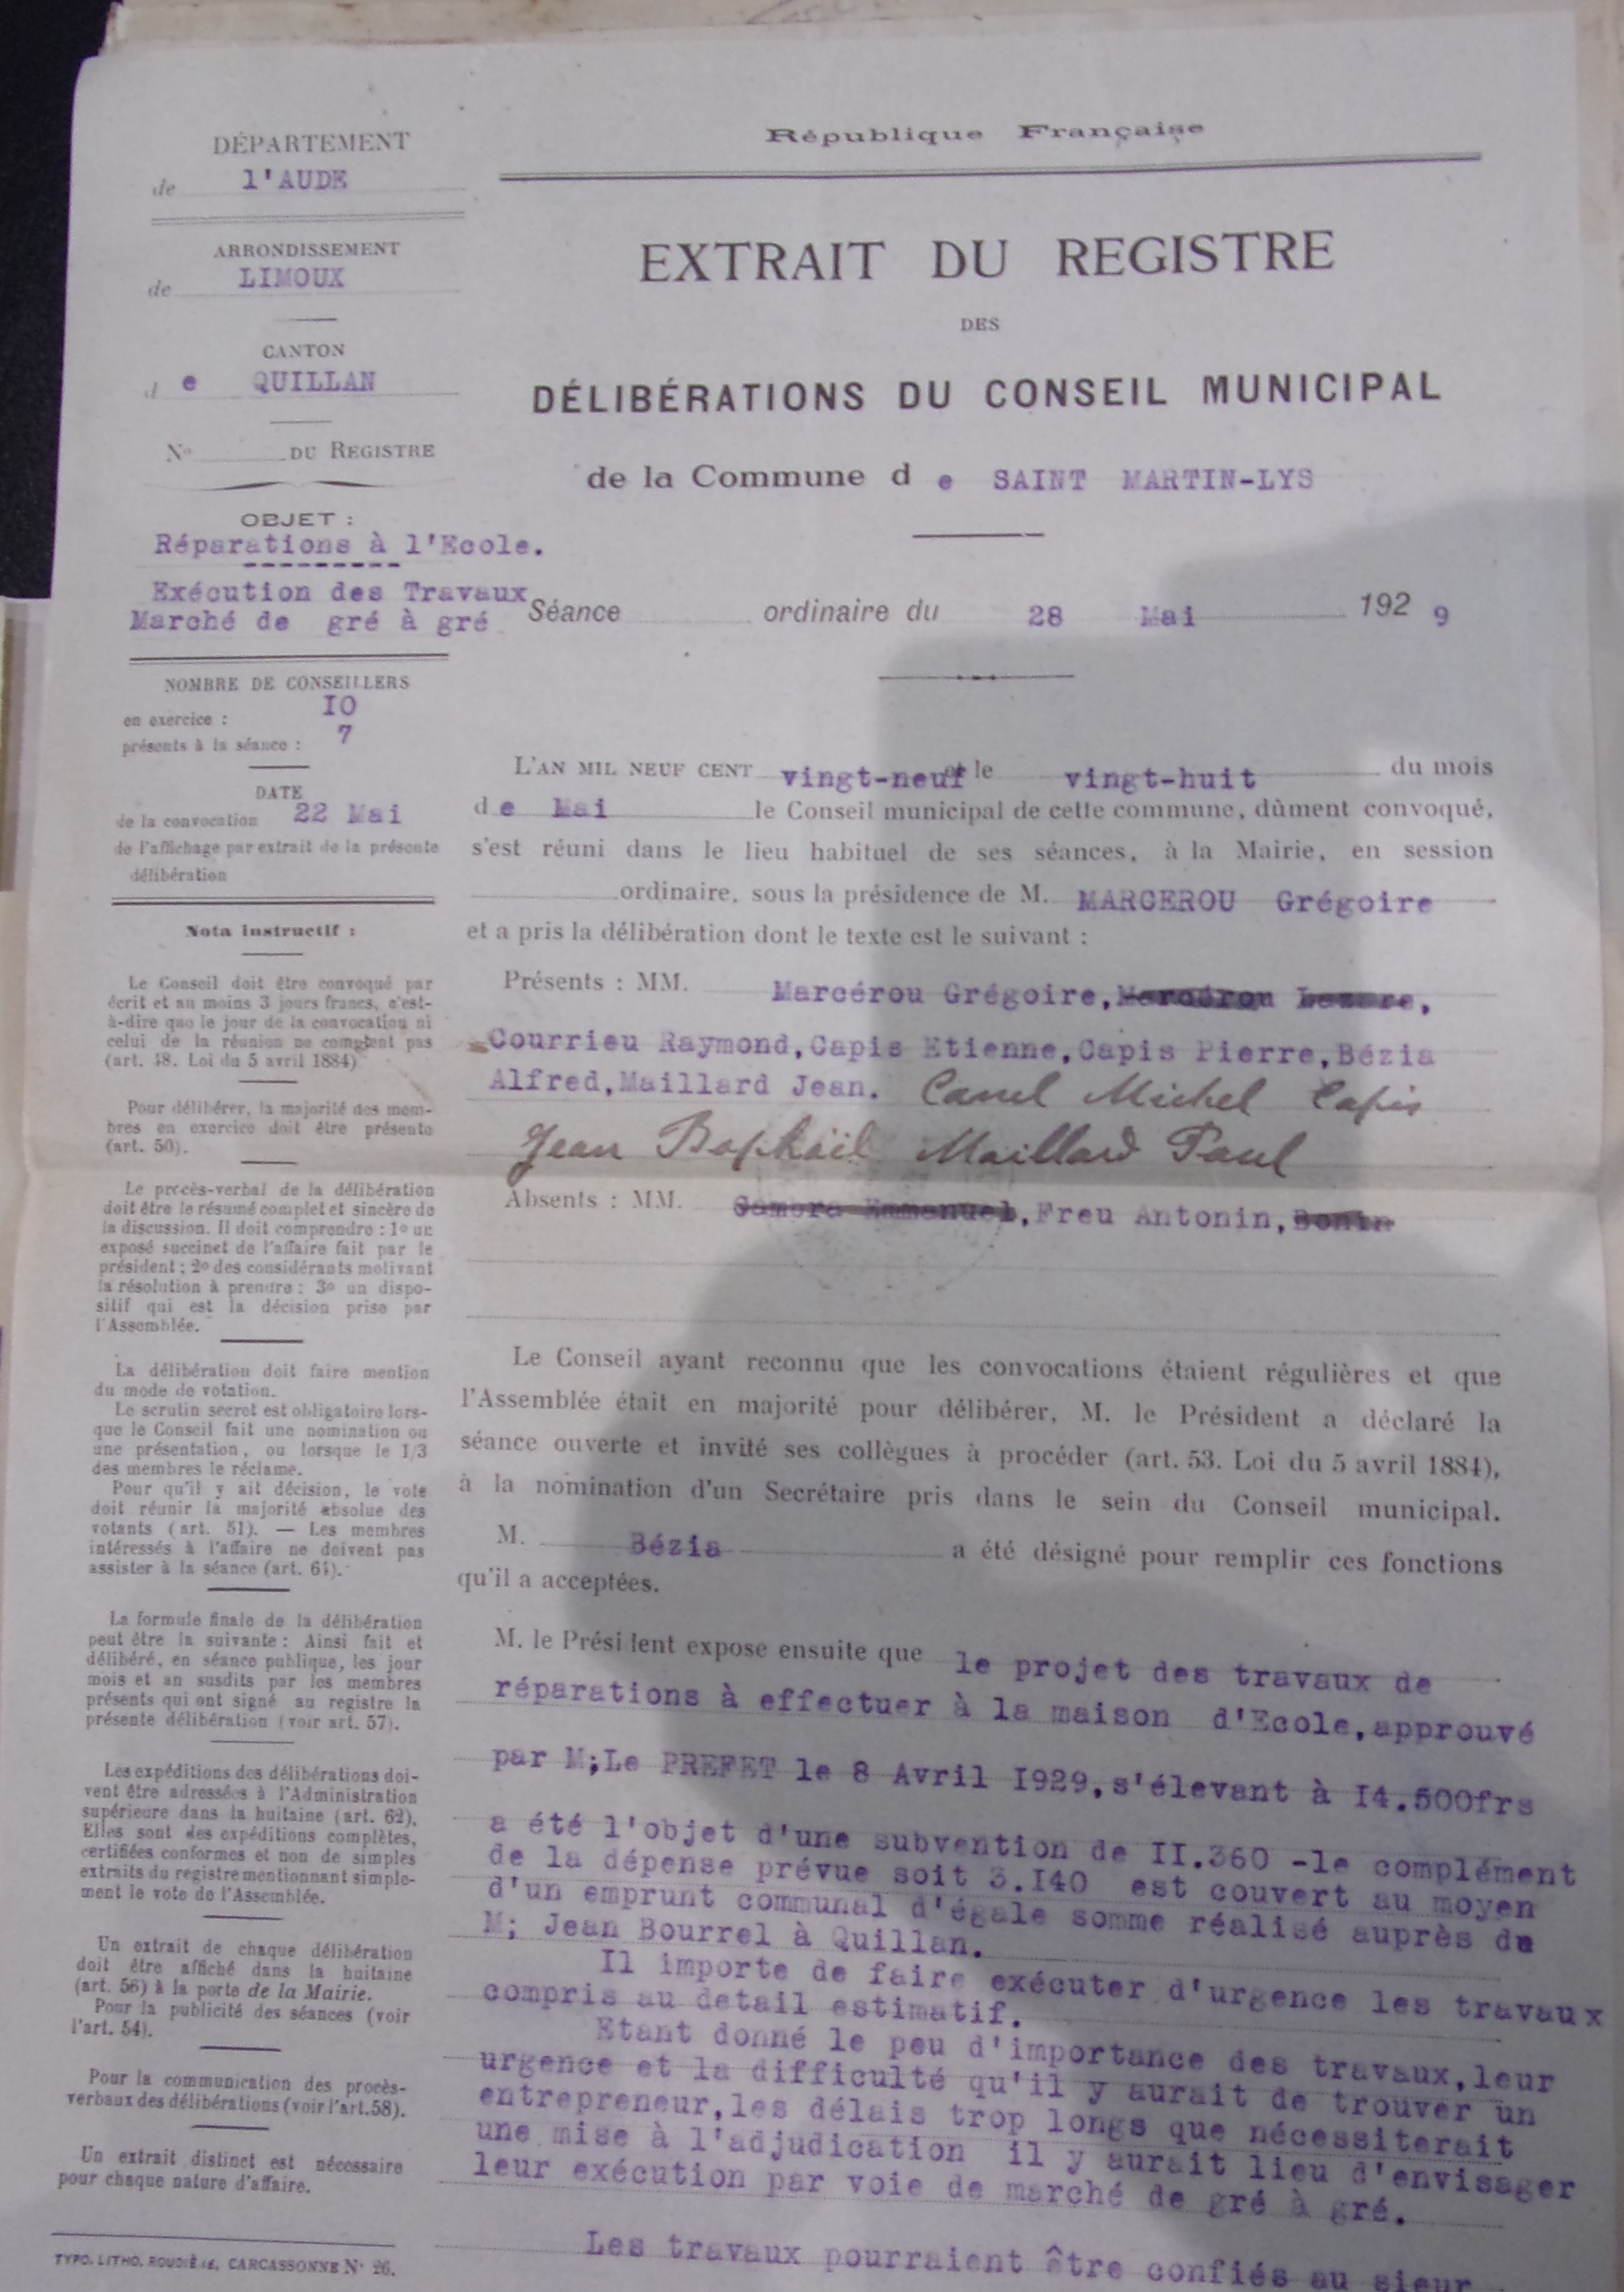 DÉPARTEMENT
de l'AUDE
ARRONDISSEMENT
de LIMOUX
CANTON
d e QUILLAN
N° DU REGISTRE
OBJET :
Réparations à l'Ecole.
---------
Exécution des Travaux
Marché de gré à gré
NOMBRE DE CONSEILLERS
en exercice : IO
présents à la séance : 7
DATE
de la convocation 22 Mai
de l'affichage par extrait de la présente
délibération
Nota instructif :
Le Conseil doit être convoqué par
écrit et au moins 3 jours francs, c'est-
à-dire que le jour de la convocation ni
celui de la réunion ne comptent pas
(art. 48. Loi du 5 avril 1884)
Pour délibérer, la majorité des mem-
bres en exercice doit être présente
(art. 50).
Le procès-verbal de la délibération
doit être le résumé complet et sincère de
la discussion. Il doit comprendre : 1° un
exposé succinct de l'affaire fait par le
président ; 2° des considérants motivant
la résolution à prendre : 3° un dispo-
sitif qui est la décision prise par
l'Assemblée.
La délibération doit faire mention
du mode de votation.
Le scrutin secret est obligatoire lors-
que le Conseil fait une nomination ou
une présentation, ou lorsque le 1/3
des membres le réclame.
Pour qu'il y ait décision, le vote
doit réunir la majorité absolue des
votants (art. 51). — Les membres
intéressés à l'affaire ne doivent pas
assister à la séance (art. 64).
La formule finale de la délibération
peut être la suivante : Ainsi fait et
délibéré, en séance publique, les jour
mois et an susdits par les membres
présents qui ont signé au registre la
présente délibération (voir art. 57).
Les expéditions des délibérations doi-
vent être adressées à l'Administration
supérieure dans la huitaine (art. 62).
Elles sont des expéditions complètes,
certifiées conformes et non de simples
extraits du registre mentionnant simple-
ment le vote de l'Assemblée.
Un extrait de chaque délibération
doit être affiché dans la huitaine
(art. 56) à la porte de la Mairie.
Pour la publicité des séances (voir
l'art. 54).
Pour la communication des procès-
verbaux des délibérations (voir l'art.58).
Un extrait distinct est nécessaire
pour chaque nature d'affaire.
TYPO. LITHO. ROUDIÈRE, CARCASSONNE N° 26.
République Française
EXTRAIT DU REGISTRE
DES
DÉLIBÉRATIONS DU CONSEIL MUNICIPAL
de la Commune d e SAINT MARTIN-LYS
Séance ordinaire du 28 Mai 192 9
L'AN MIL NEUF CENT vingt-neuf et le vingt-huit du mois
d e Mai le Conseil municipal de cette commune, dûment convoqué,
s'est réuni dans le lieu habituel de ses séances, à la Mairie, en session
ordinaire, sous la présidence de M. MARCEROU Grégoire
et a pris la délibération dont le texte est le suivant :
Présents : MM. Marcérou Grégoire, Marcérou,
Courrieu Raymond,Capis Etienne,Capis Pierre,Bézia
Alfred,Maillard Jean. Canel Michel Capis
Jean Baptiste Raphaël Maillard Paul
Absents : MM. Gamora Emmanuel,Freu Antonin, Bonin
Le Conseil ayant reconnu que les convocations étaient régulières et que
l'Assemblée était en majorité pour délibérer, M. le Président a déclaré la
séance ouverte et invité ses collègues à procéder (art. 53. Loi du 5 avril 1884),
à la nomination d'un Secrétaire pris dans le sein du Conseil municipal.
M. Bézia a été désigné pour remplir ces fonctions
qu'il a acceptées.
M. le Président expose ensuite que le projet des travaux de
réparations à effectuer à la maison d'Ecole,approuvé
par M;Le PREFET le 8 Avril I929,s'élevant à I4.500frs
a été l'objet d'une subvention de II.360 -le complément
de la dépense prévue soit 3.I40 est couvert au moyen
d'un emprunt communal d'égale somme réalisé auprès de
M; Jean Bourrel à Quillan.
Il importe de faire exécuter d'urgence les travaux
compris au detail estimatif.
Etant donné le peu d'importance des travaux,leur
urgence et la difficulté qu'il y aurait de trouver un
entrepreneur,les délais trop longs que nécessiterait
une mise à l'adjudication il y aurait lieu d'envisager
leur exécution par voie de marché de gré à gré.
Les travaux pourraient être confiés au sieur